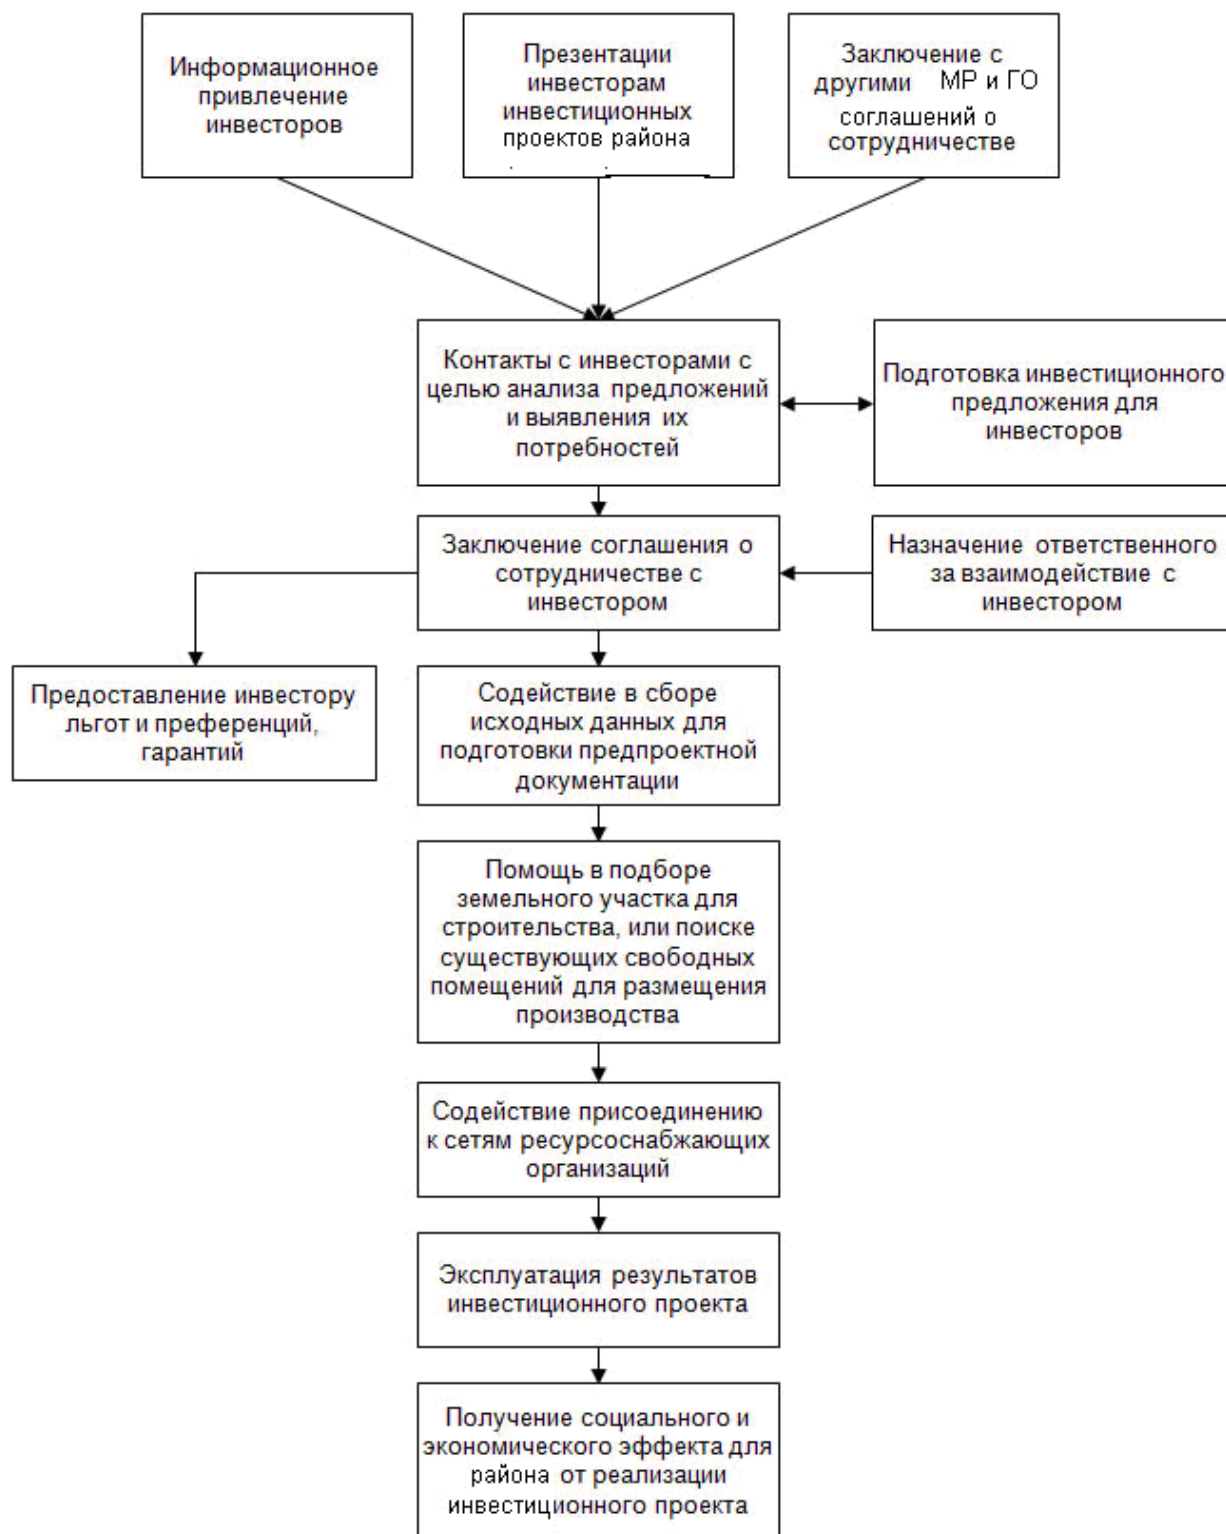 Информационное
привлечение
инвесторов
Презентации
инвесторам
инвестиционных
проектов района
Заключение с
другими МР и ГО
соглашений о
сотрудничестве
Контакты с инвесторами с
целью анализа предложений
и выявления их
потребностей
Подготовка инвестиционного
предложения для
инвесторов
Заключение соглашения о
сотрудничестве с
инвестором
Назначение ответственного
за взаимодействие с
инвестором
Предоставление инвестору
льгот и преференций,
гарантий
Содействие в сборе
исходных данных для
подготовки предпроектной
документации
Помощь в подборе
земельного участка для
строительства, или поиске
существующих свободных
помещений для размещения
производства
Содействие присоединению
к сетям ресурсоснабжающих
организаций
Эксплуатация результатов
инвестиционного проекта
Получение социального и
экономического эффекта для
района от реализации
инвестиционного проекта